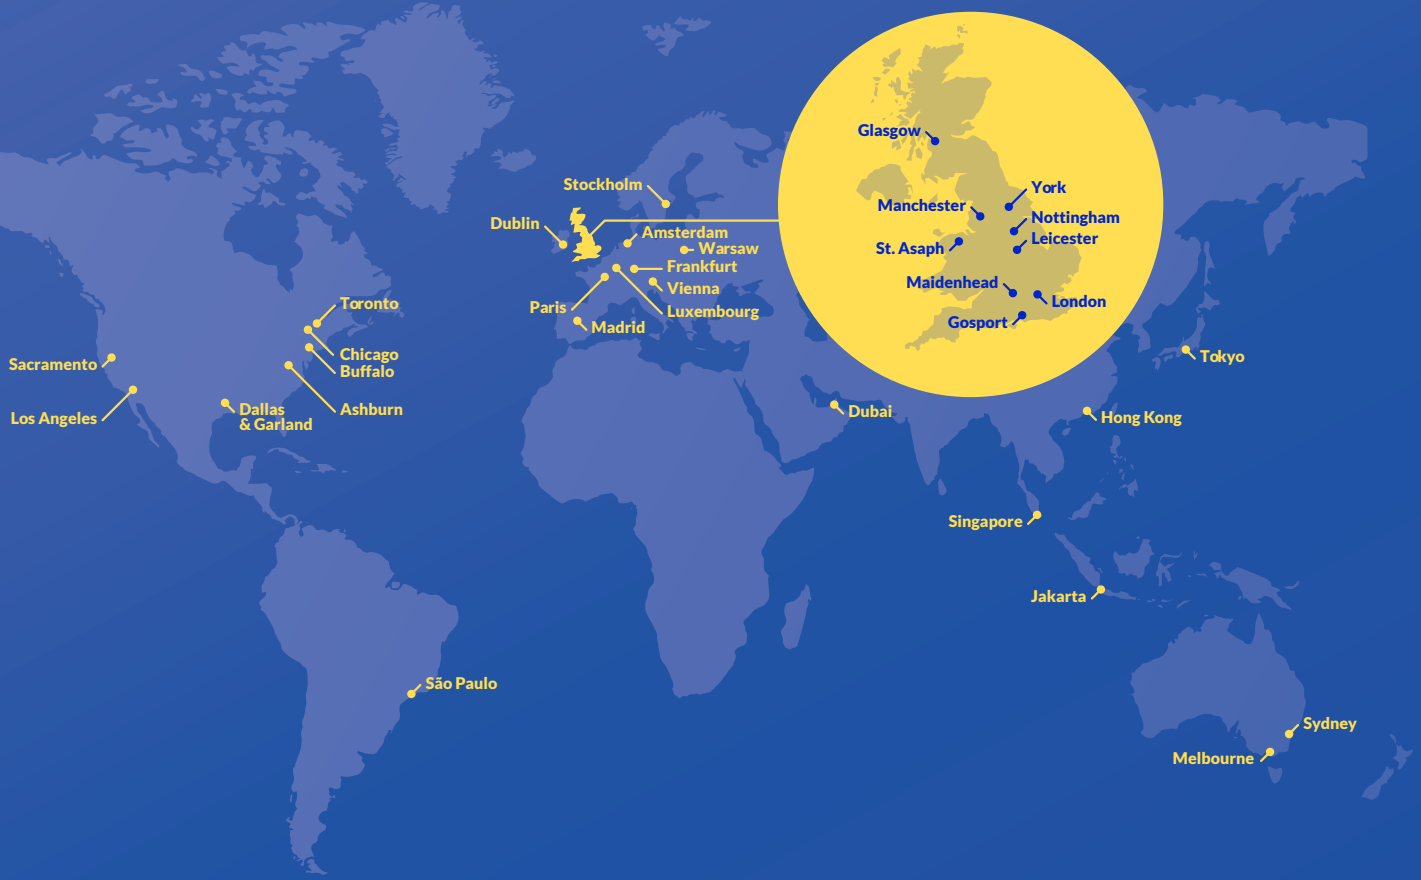 Glasgow
York
Manchester
Nottingham
Leicester
St. Asaph
Maidenhead
London
Gosport
Stockholm
Dublin
Amsterdam
Warsaw
Frankfurt
Vienna
Paris
Luxembourg
Madrid
Toronto
Chicago
Buffalo
Sacramento
Los Angeles
Dallas
& Garland
Ashburn
Tokyo
Dubai
Hong Kong
Singapore
Jakarta
São Paulo
Sydney
Melbourne